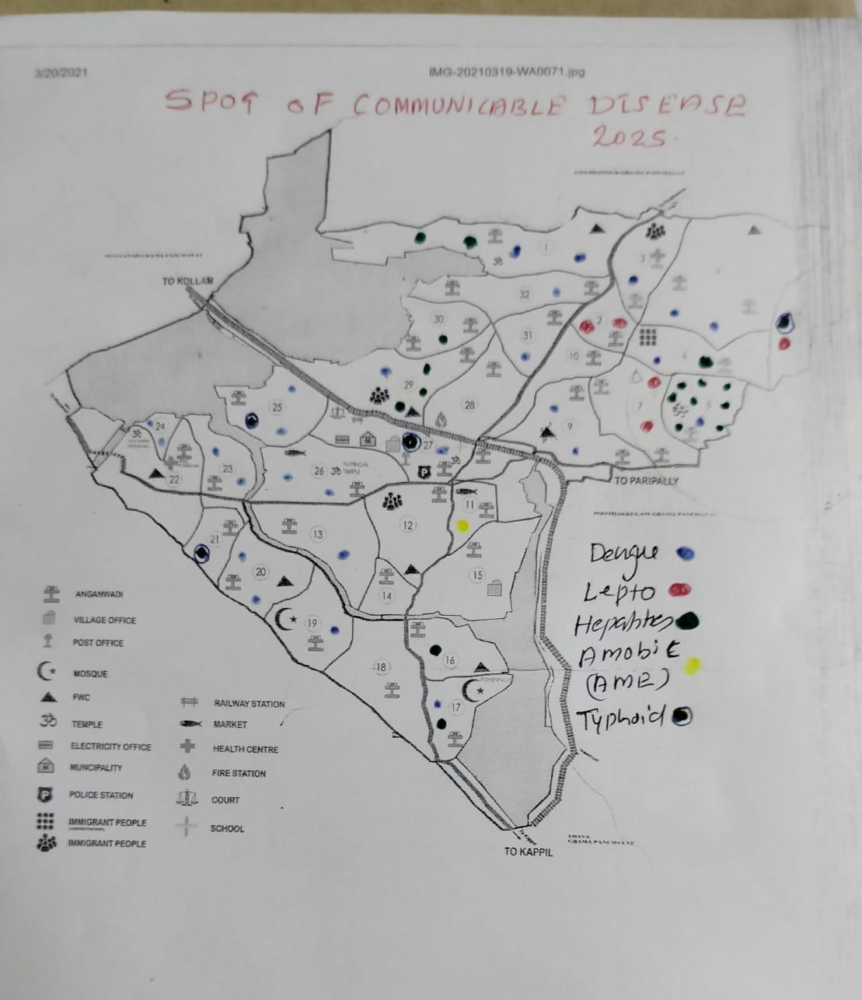 3/20/2021
IMG-20210319-WA0071.jpg
SPOT OF COMMUNICABLE DISEASE
2025
TO KOLLAM
1
3
32
2
30
31
10
6
29
7
8
25
28
9
24
27
26
PUTTINGAL
TEMPLE
23
22
TO PARIPALLY
11
12
21
13
20
15
14
19
16
18
17
Dengue
Lepto
Hepatites
Amobic
(AME)
Typhoid
ANGANWADI
VILLAGE OFFICE
POST OFFICE
MOSQUE
FWC
TEMPLE
ELECTRICITY OFFICE
MUNCIPALITY
POLICE STATION
IMMIGRANT PEOPLE
IMMIGRANT PEOPLE
RAILWAY STATION
MARKET
HEALTH CENTRE
FIRE STATION
COURT
SCHOOL
TO KAPPIL